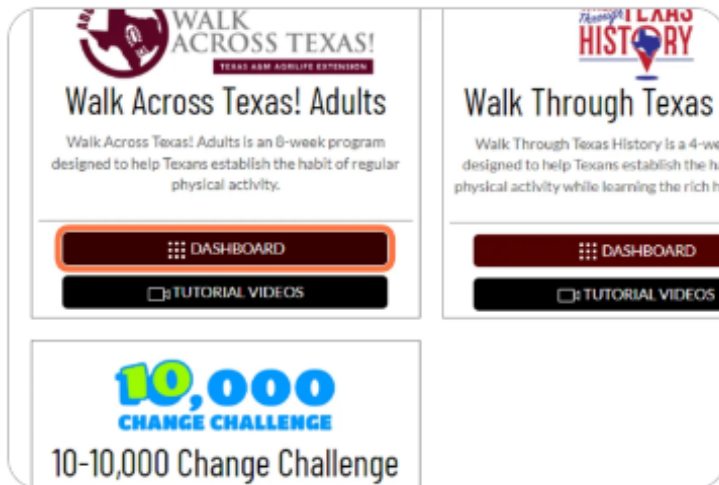 WALK
ACROSS TEXAS!
TEXAS A&M AGRILIFE EXTENSION
Walk Across Texas! Adults
Walk Across Texas! Adults is an 8-week program
designed to help Texans establish the habit of regular
physical activity.
DASHBOARD
TUTORIAL VIDEOS
Through TEXAS
HISTORY
Walk Through Texas
Walk Through Texas History is a 4-we
designed to help Texans establish the ha
physical activity while learning the rich h
DASHBOARD
TUTORIAL VIDEOS
10,000
CHANGE CHALLENGE
10-10,000 Change Challenge